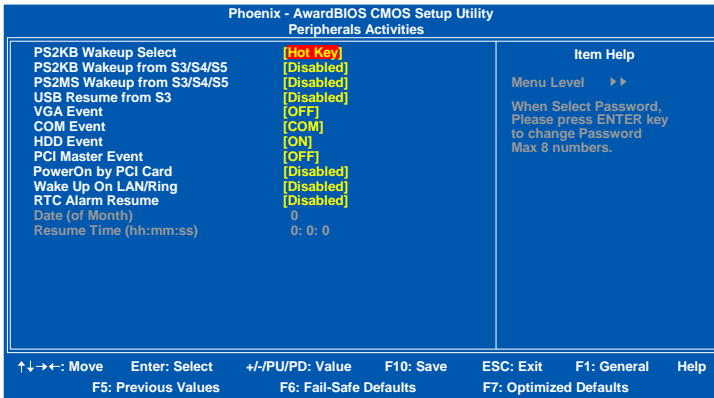 Phoenix - AwardBIOS CMOS Setup Utility
Peripherals Activities
PS2KB Wakeup Select [Hot Key]
PS2KB Wakeup from S3/S4/S5 [Disabled]
PS2MS Wakeup from S3/S4/S5 [Disabled]
USB Resume from S3 [Disabled]
VGA Event [OFF]
COM Event [COM]
HDD Event [ON]
PCI Master Event [OFF]
PowerOn by PCI Card [Disabled]
Wake Up On LAN/Ring [Disabled]
RTC Alarm Resume [Disabled]
Date (of Month) 0
Resume Time (hh:mm:ss) 0: 0: 0
Item Help
Menu Level ▶▶
When Select Password,
Please press ENTER key
to change Password
Max 8 numbers.
↑↓→←: Move Enter: Select +/-/PU/PD: Value F10: Save ESC: Exit F1: General Help
F5: Previous Values F6: Fail-Safe Defaults F7: Optimized Defaults